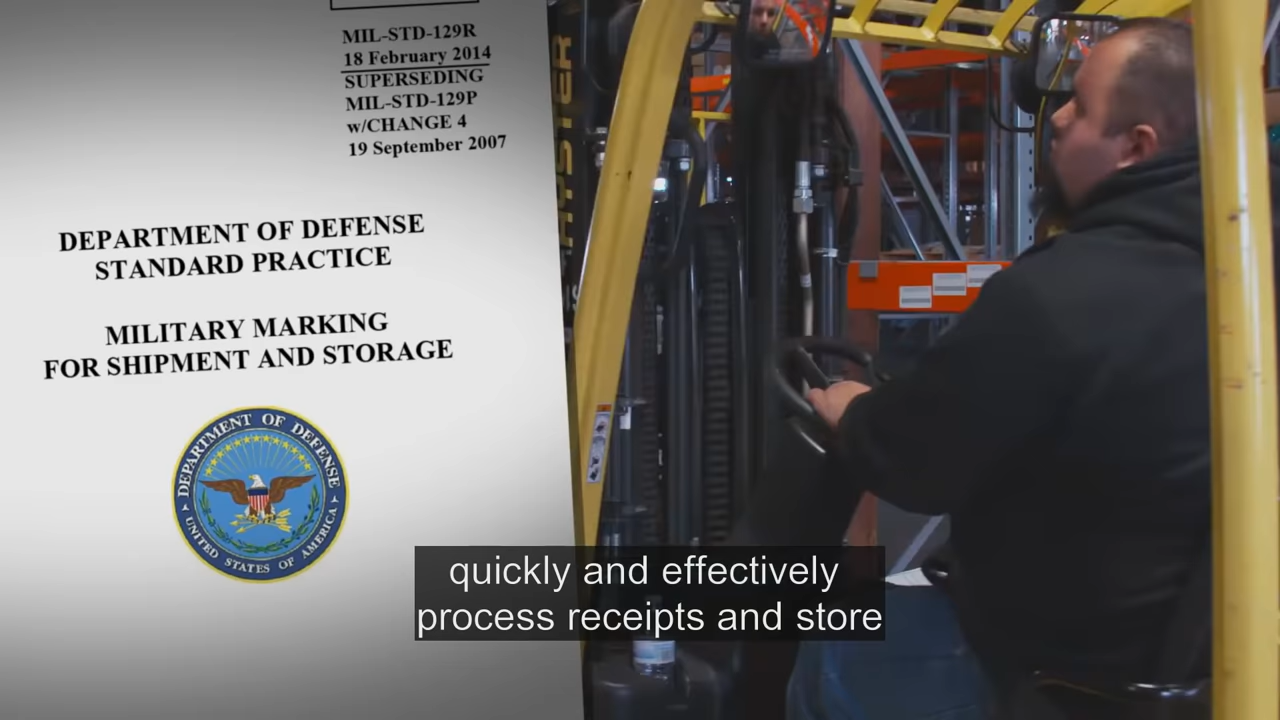 MIL-STD-129R
18 February 2014
SUPERSEDING
MIL-STD-129P
w/CHANGE 4
19 September 2007
DEPARTMENT OF DEFENSE
STANDARD PRACTICE
MILITARY MARKING
FOR SHIPMENT AND STORAGE
DEPARTMENT OF DEFENSE
UNITED STATES OF AMERICA
HYSTER
quickly and effectively
process receipts and store